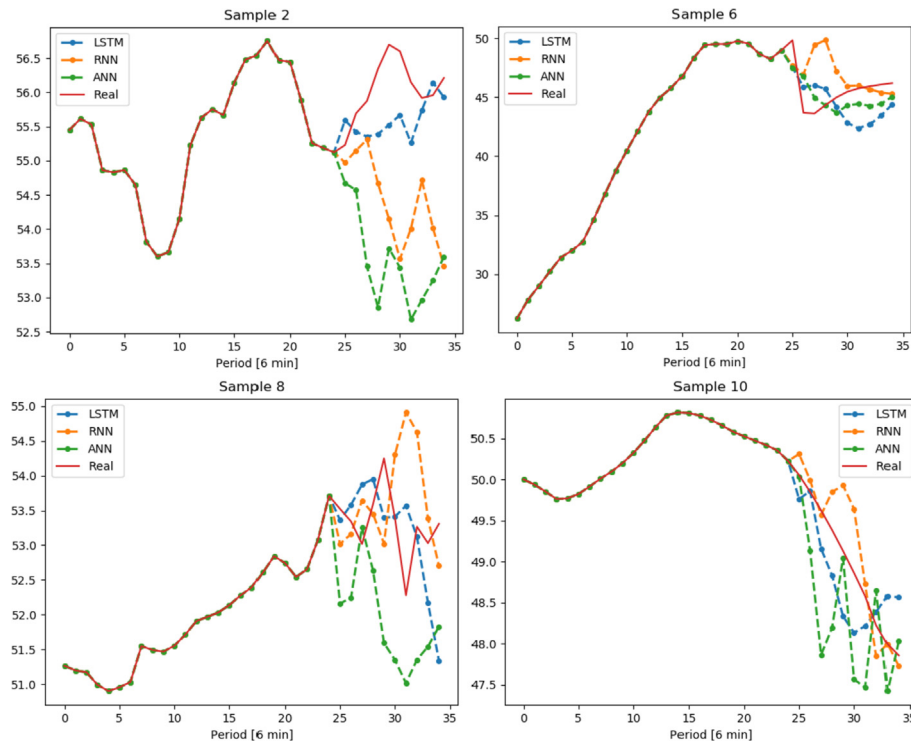 Sample 2
LSTM
RNN
ANN
Real
56.5
56.0
55.5
55.0
54.5
54.0
53.5
53.0
52.5
0 5 10 15 20 25 30 35
Period [6 min]
Sample 6
LSTM
RNN
ANN
Real
50
45
40
35
30
0 5 10 15 20 25 30 35
Period [6 min]
Sample 8
LSTM
RNN
ANN
Real
55.0
54.5
54.0
53.5
53.0
52.5
52.0
51.5
51.0
0 5 10 15 20 25 30 35
Period [6 min]
Sample 10
LSTM
RNN
ANN
Real
50.5
50.0
49.5
49.0
48.5
48.0
47.5
0 5 10 15 20 25 30 35
Period [6 min]